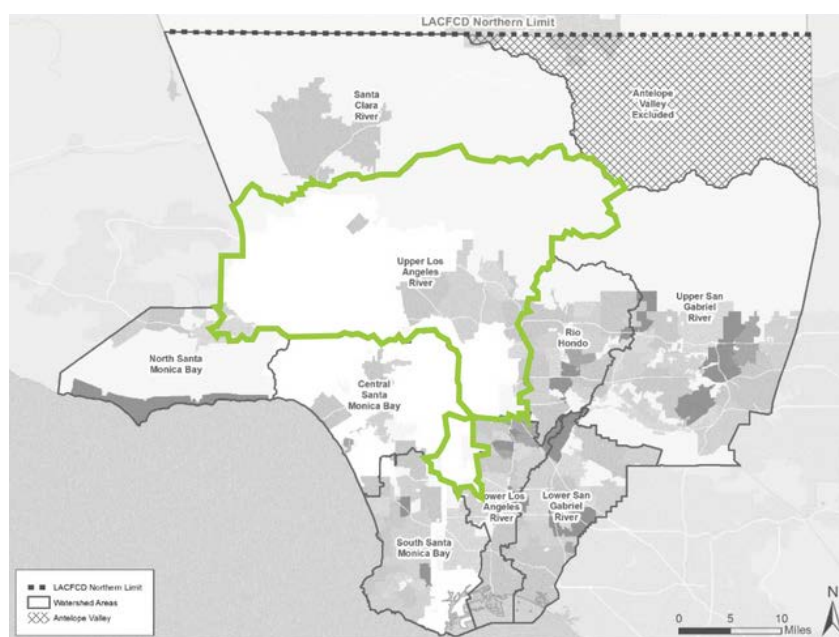 LACFCD Northern Limit
Santa
Clara
River
Antelope
Valley
Excluded
Upper Los
Angeles
River
Upper San
Gabriel
River
Rio
Hondo
North Santa
Monica Bay
Central
Santa
Monica Bay
Lower Los
Angeles
River
Lower San
Gabriel
River
South Santa
Monica Bay
LACFCD Northern Limit
Watershed Areas
Antelope Valley
N
0 5 10
Miles